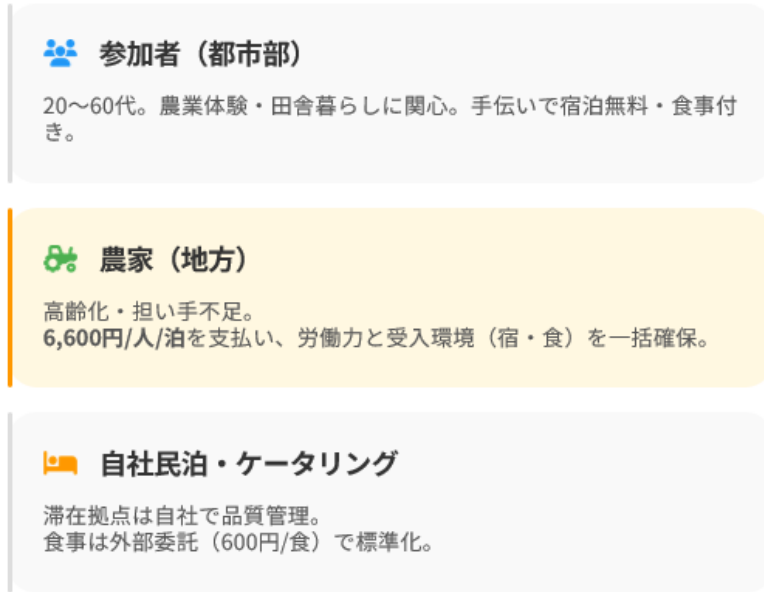 参加者（都市部）
20〜60代。農業体験・田舎暮らしに関心。手伝いで宿泊無料・食事付
き。
農家（地方）
高齢化・担い手不足。
6,600円/人/泊を支払い、労働力と受入環境（宿・食）を一括確保。
自社民泊・ケータリング
滞在拠点は自社で品質管理。
食事は外部委託（600円/食）で標準化。